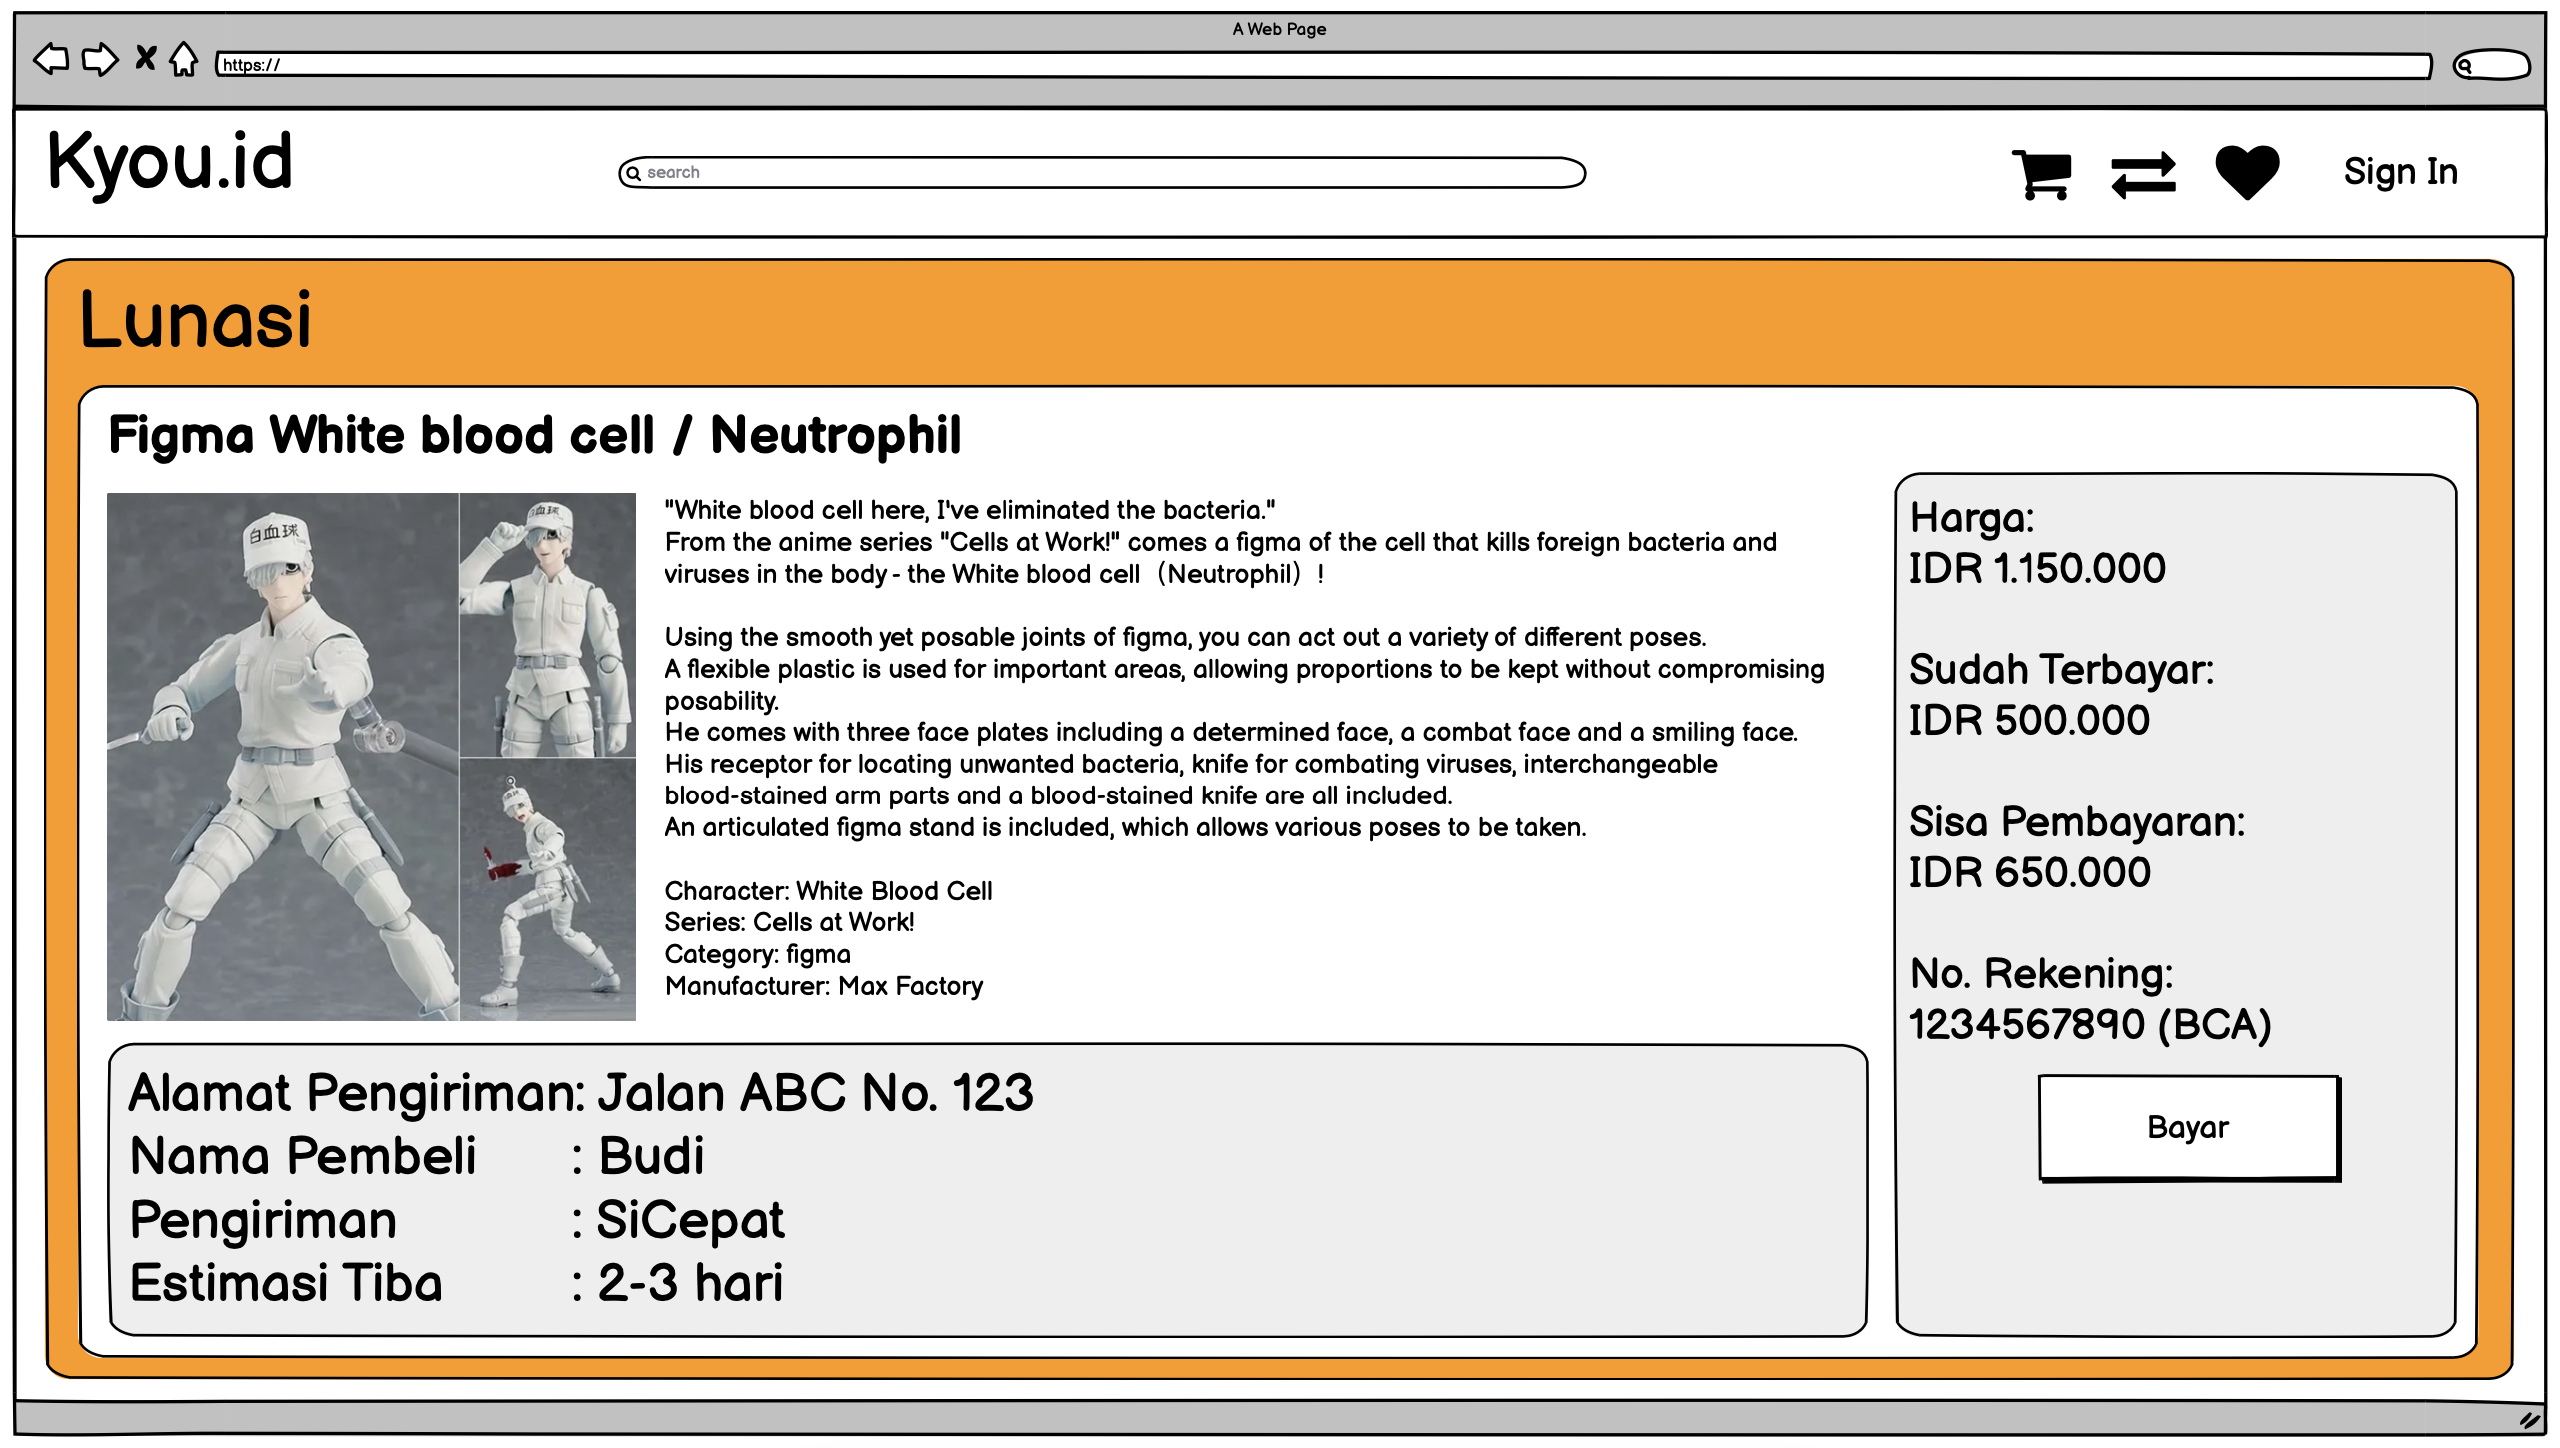 A Web Page
https://
Kyou.id
search
Sign In
Lunasi
Figma White blood cell / Neutrophil
白血球
白血球
白血球
"White blood cell here, I've eliminated the bacteria."
From the anime series "Cells at Work!" comes a figma of the cell that kills foreign bacteria and
viruses in the body - the White blood cell（Neutrophil）!
Using the smooth yet posable joints of figma, you can act out a variety of different poses.
A flexible plastic is used for important areas, allowing proportions to be kept without compromising
posability.
He comes with three face plates including a determined face, a combat face and a smiling face.
His receptor for locating unwanted bacteria, knife for combating viruses, interchangeable
blood-stained arm parts and a blood-stained knife are all included.
An articulated figma stand is included, which allows various poses to be taken.
Character: White Blood Cell
Series: Cells at Work!
Category: figma
Manufacturer: Max Factory
Harga:
IDR 1.150.000
Sudah Terbayar:
IDR 500.000
Sisa Pembayaran:
IDR 650.000
No. Rekening:
1234567890 (BCA)
Bayar
Alamat Pengiriman: Jalan ABC No. 123
Nama Pembeli : Budi
Pengiriman : SiCepat
Estimasi Tiba : 2-3 hari